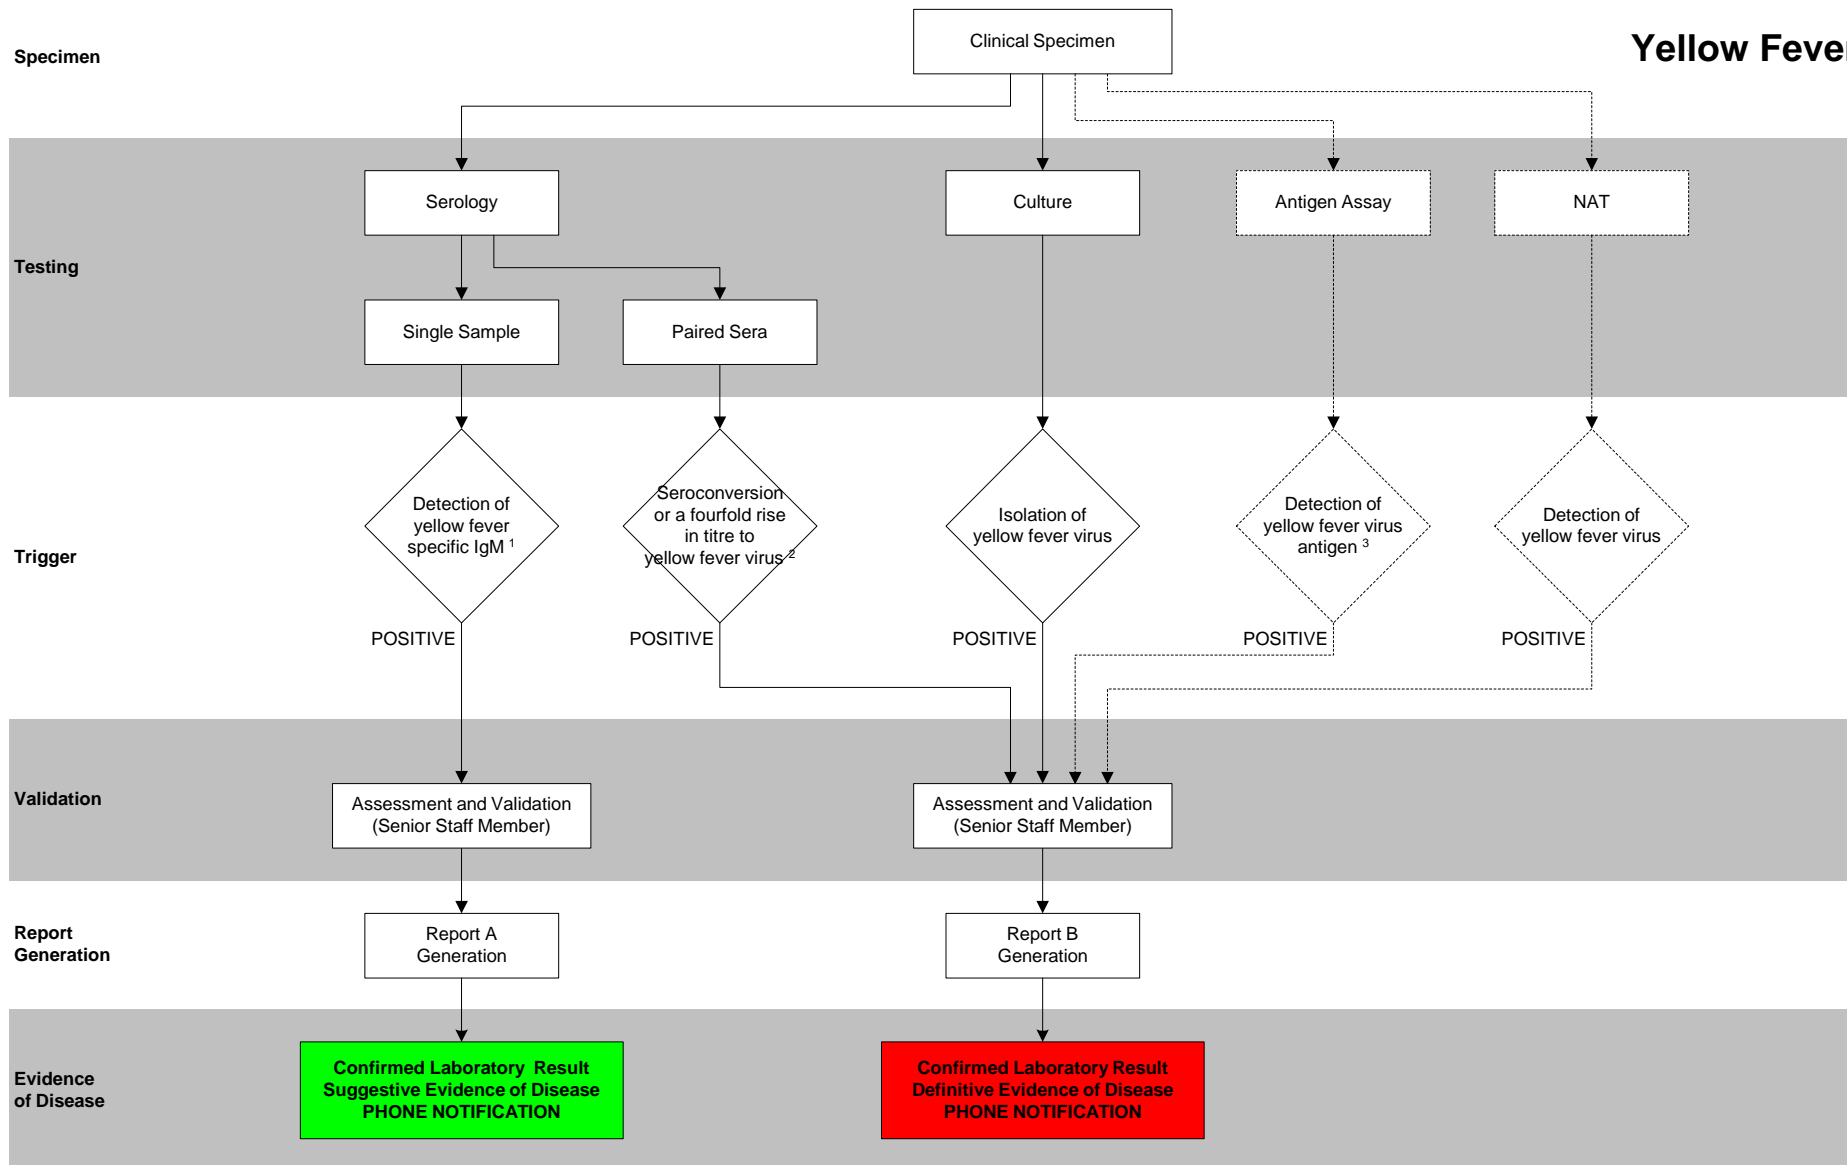 Specimen
Clinical Specimen
Yellow Fever
Testing
Serology
Culture
Antigen Assay
NAT
Single Sample
Paired Sera
Trigger
Detection of
yellow fever
specific IgM 1
Seroconversion
or a fourfold rise
in titre to
yellow fever virus 2
Isolation of
yellow fever virus
Detection of
yellow fever virus
antigen 3
Detection of
yellow fever virus
POSITIVE
POSITIVE
POSITIVE
POSITIVE
POSITIVE
Validation
Assessment and Validation
(Senior Staff Member)
Assessment and Validation
(Senior Staff Member)
Report
Generation
Report A
Generation
Report B
Generation
Evidence
of Disease
Confirmed Laboratory Result
Suggestive Evidence of Disease
PHONE NOTIFICATION
Confirmed Laboratory Result
Definitive Evidence of Disease
PHONE NOTIFICATION